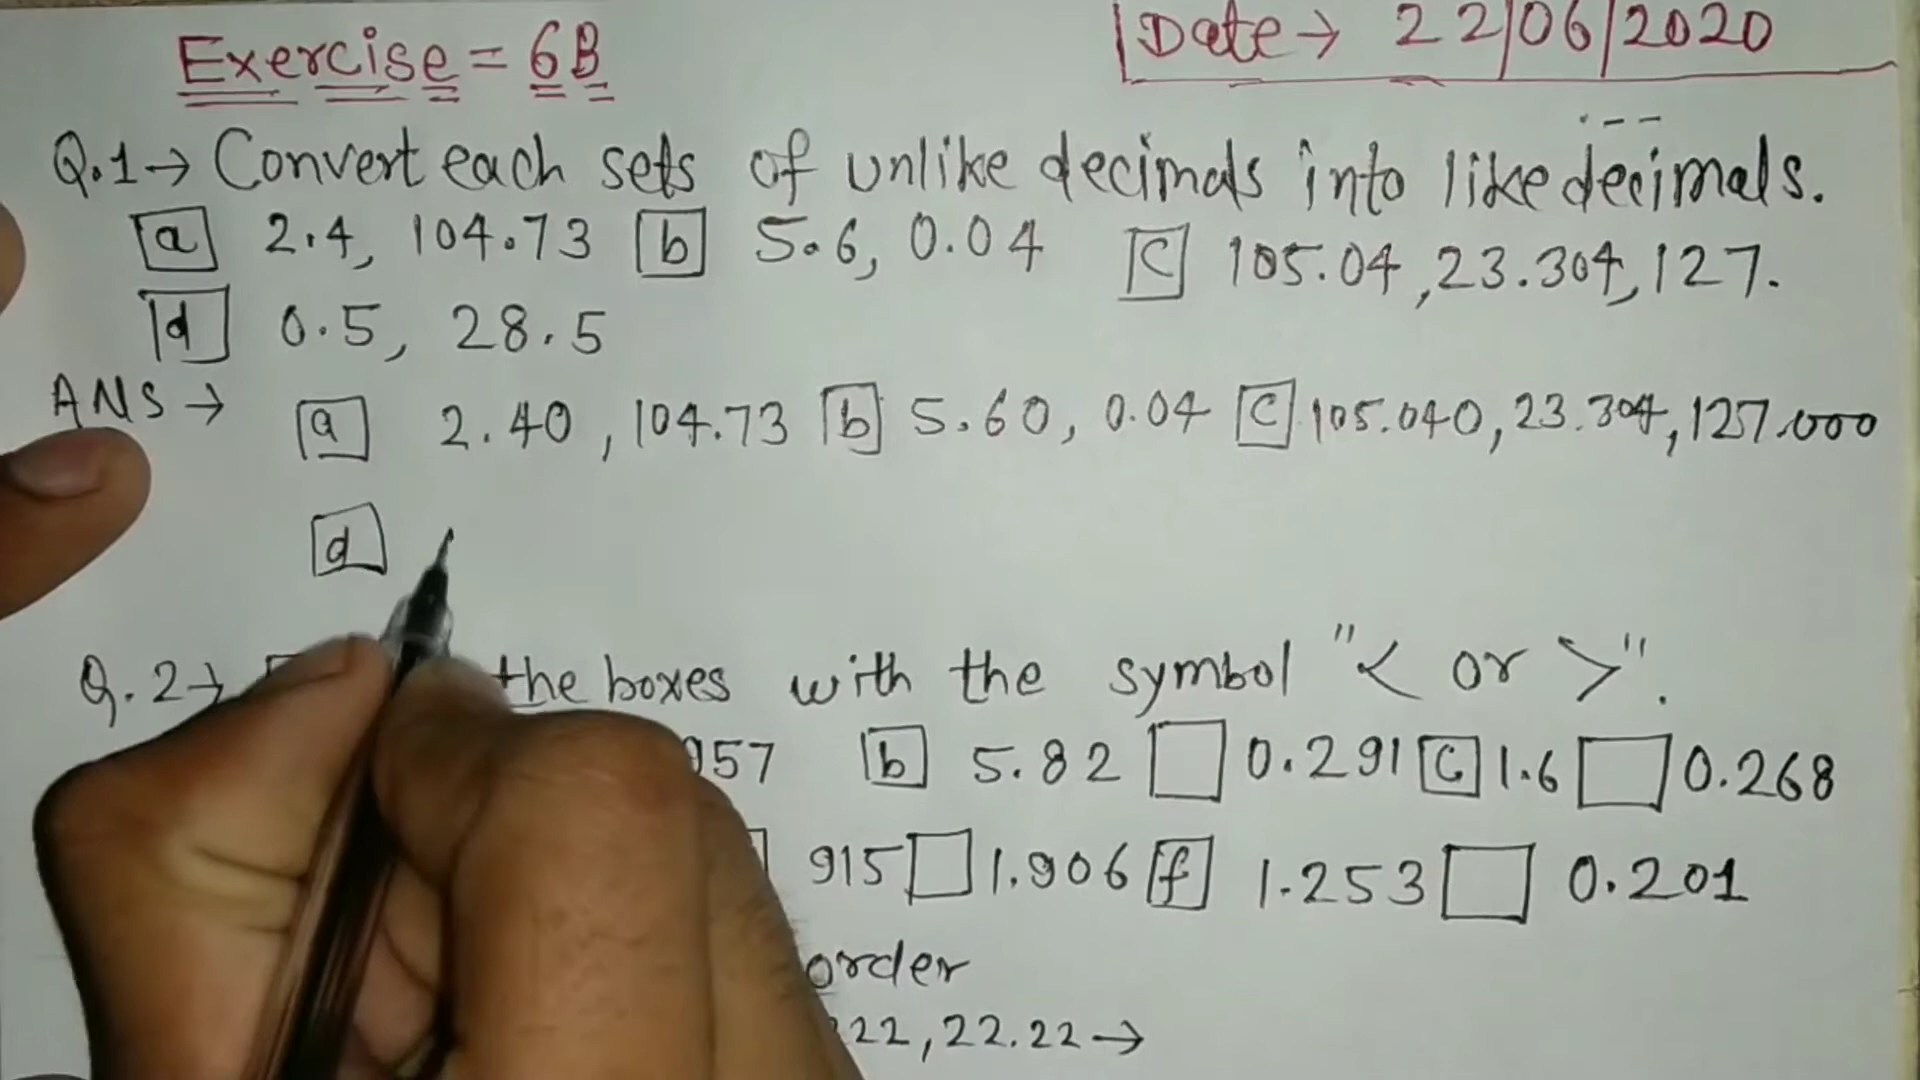 Exercise = 6B
Date → 22/06/2020
Q.1→ Convert each sets of unlike decimals into like decimals.
a 2.4, 104.73 b 5.6, 0.04 c 105.04, 23.304, 127.
d 0.5, 28.5
ANS → a 2.40, 104.73 b 5.60, 0.04 c 105.040, 23.304, 127.000
d
Q.2→ the boxes with the symbol "< or >".
957 b 5.82 □ 0.291 c 1.6 □ 0.268
915 □ 1.906 f 1.253 □ 0.201
order
222, 22.22 →